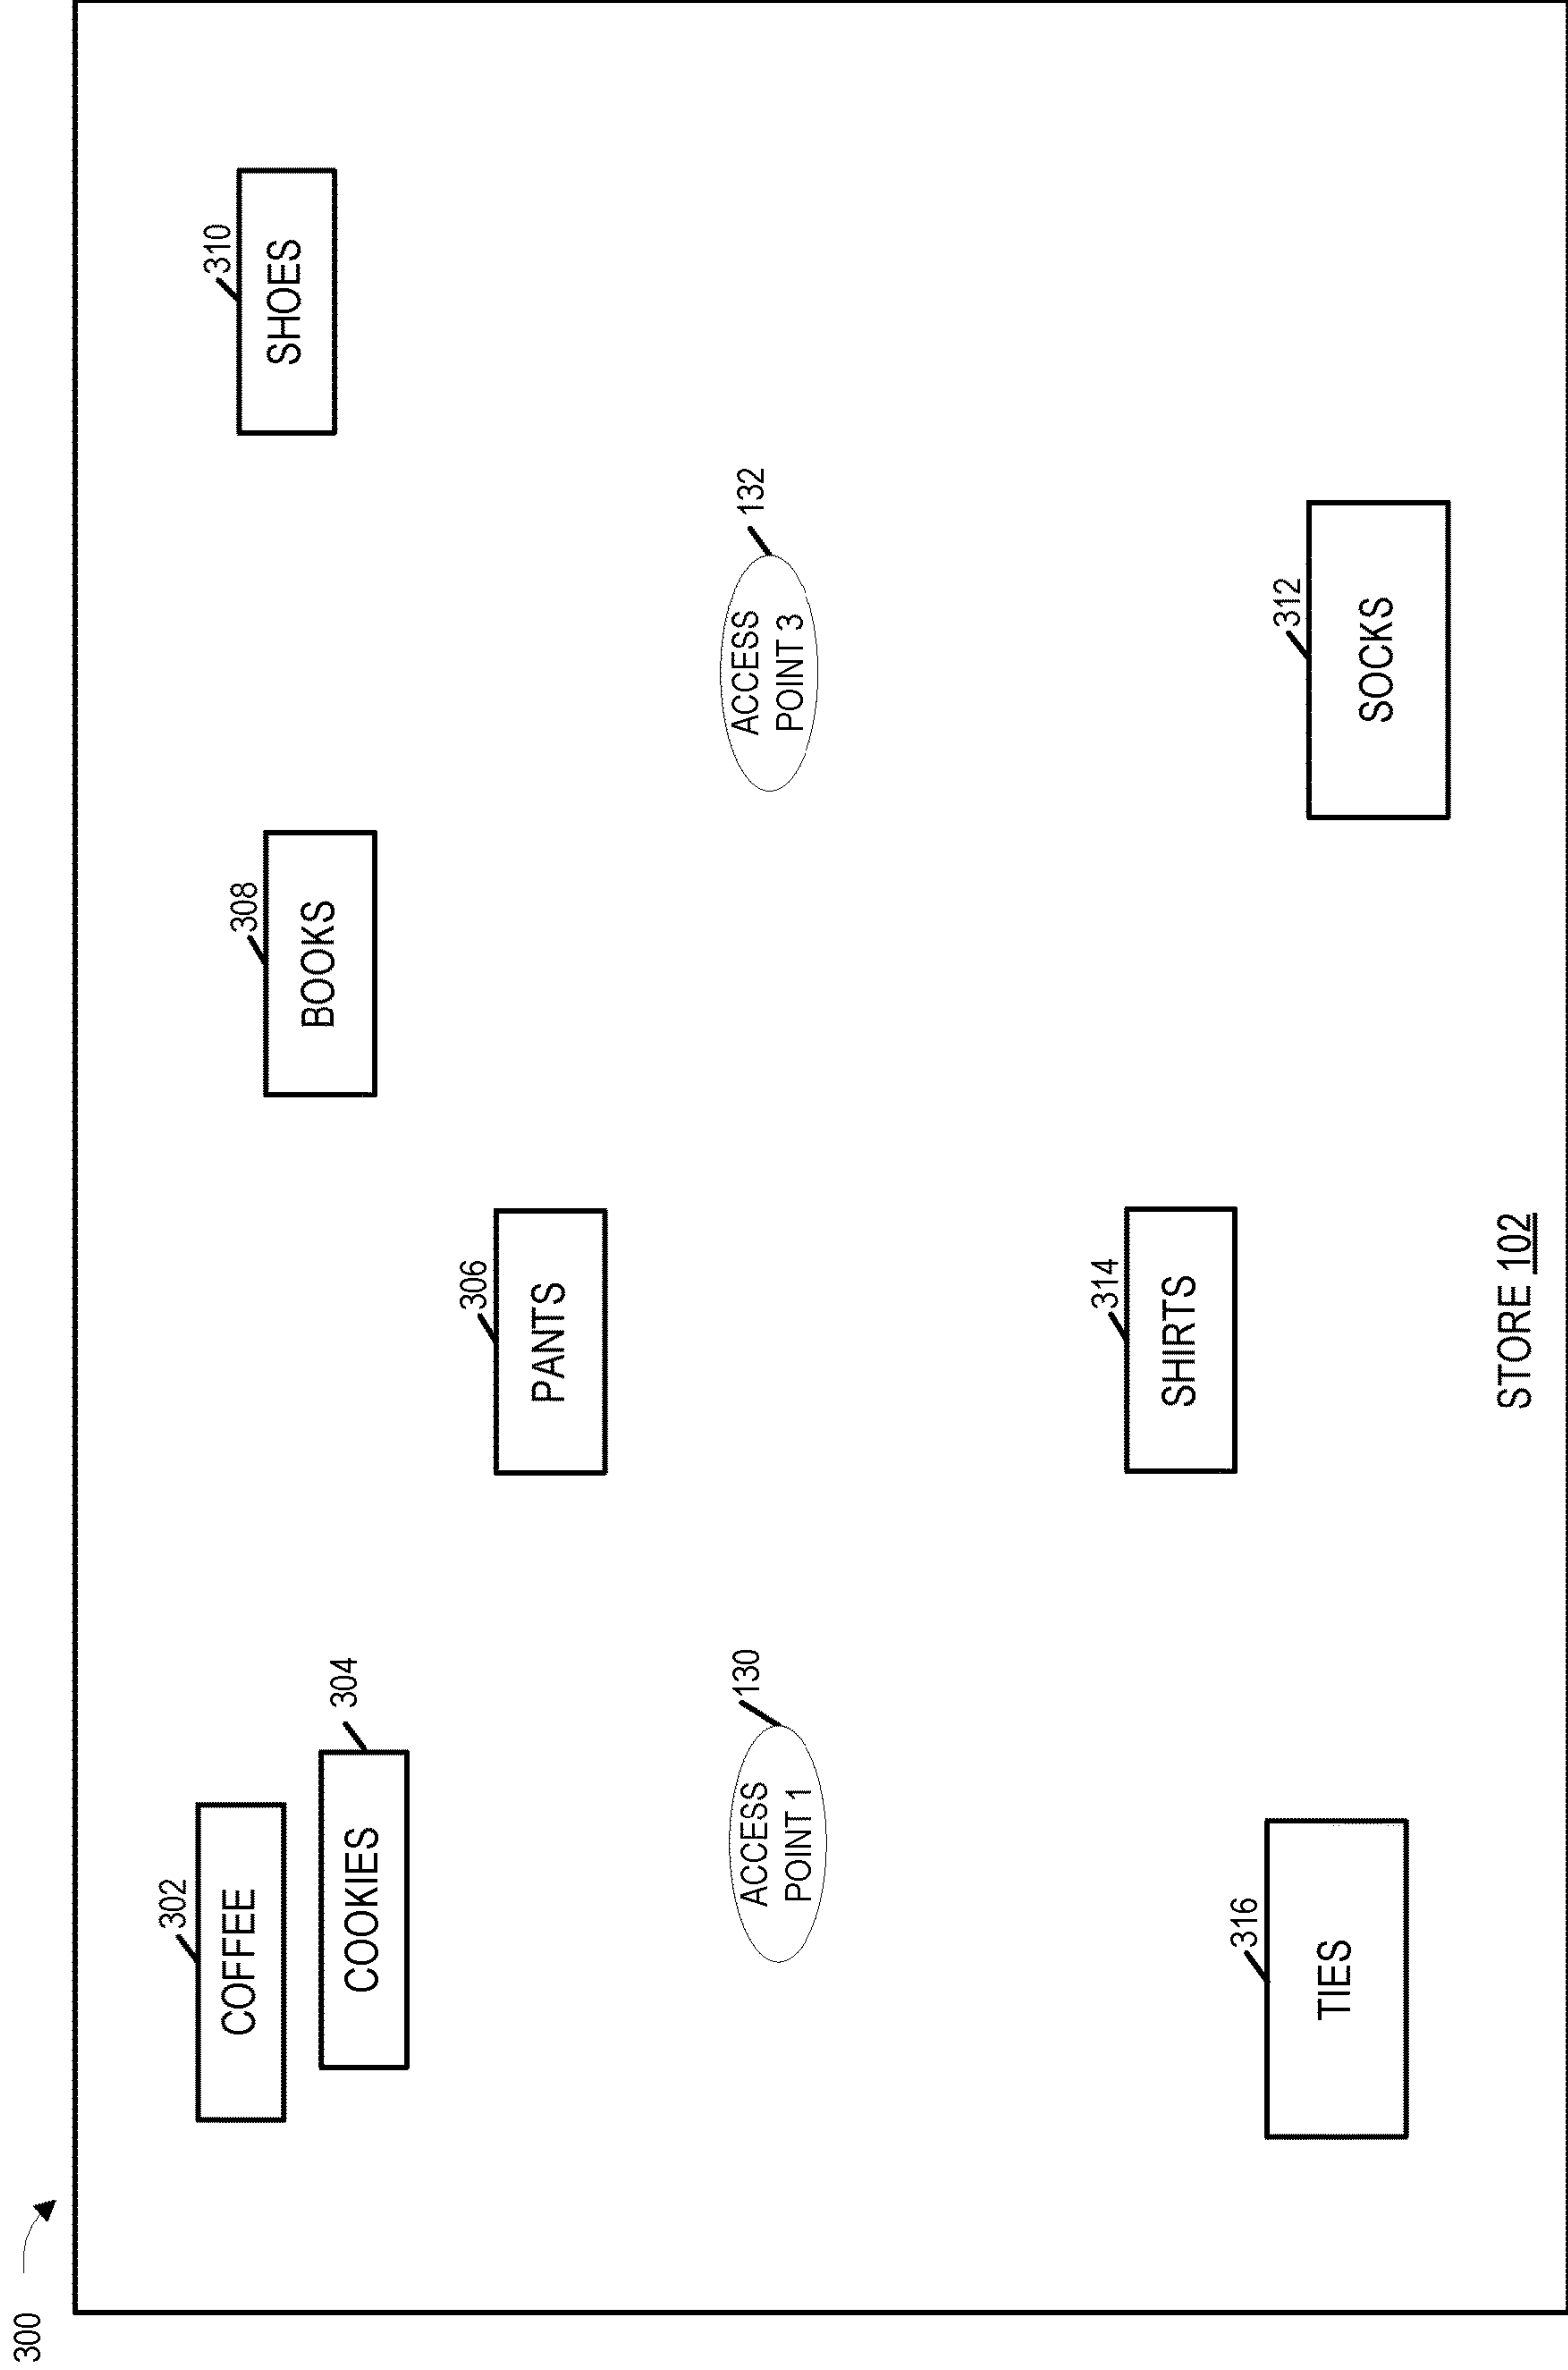 300
302
COFFEE
304
COOKIES
306
PANTS
308
BOOKS
310
SHOES
130
ACCESS
POINT 1
132
ACCESS
POINT 3
316
TIES
314
SHIRTS
312
SOCKS
STORE 102